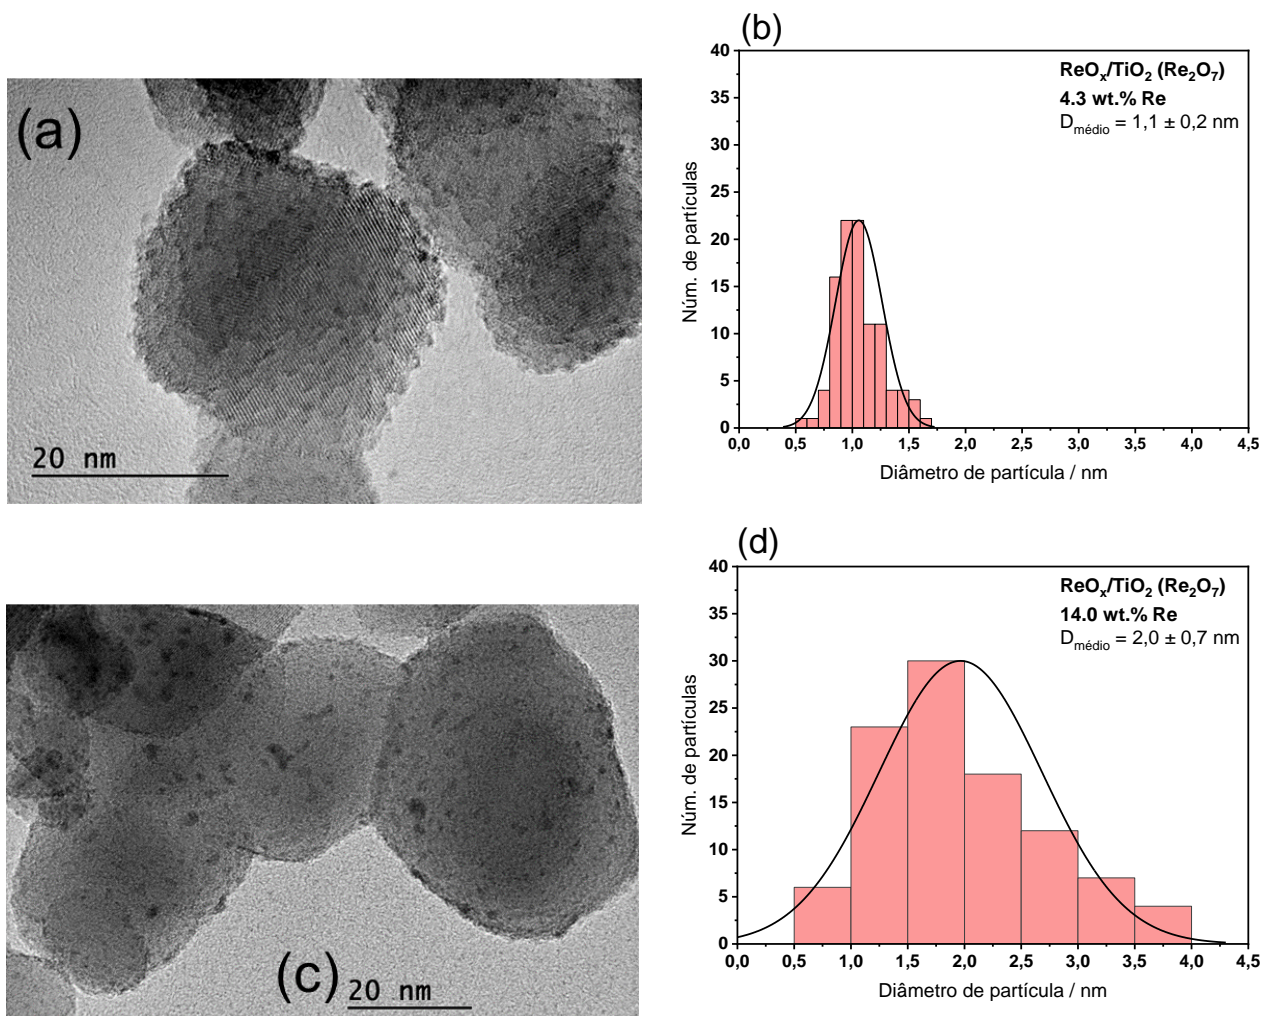 (a)
20 nm
(b)
ReOₓ/TiO₂ (Re₂O₇)
4.3 wt.% Re
Dₘédio = 1,1 ± 0,2 nm
Núm. de partículas
40
35
30
25
20
15
10
5
0
0,0 0,5 1,0 1,5 2,0 2,5 3,0 3,5 4,0 4,5
Diâmetro de partícula / nm
(c)
20 nm
(d)
ReOₓ/TiO₂ (Re₂O₇)
14.0 wt.% Re
Dₘédio = 2,0 ± 0,7 nm
Núm. de partículas
40
35
30
25
20
15
10
5
0
0,0 0,5 1,0 1,5 2,0 2,5 3,0 3,5 4,0 4,5
Diâmetro de partícula / nm